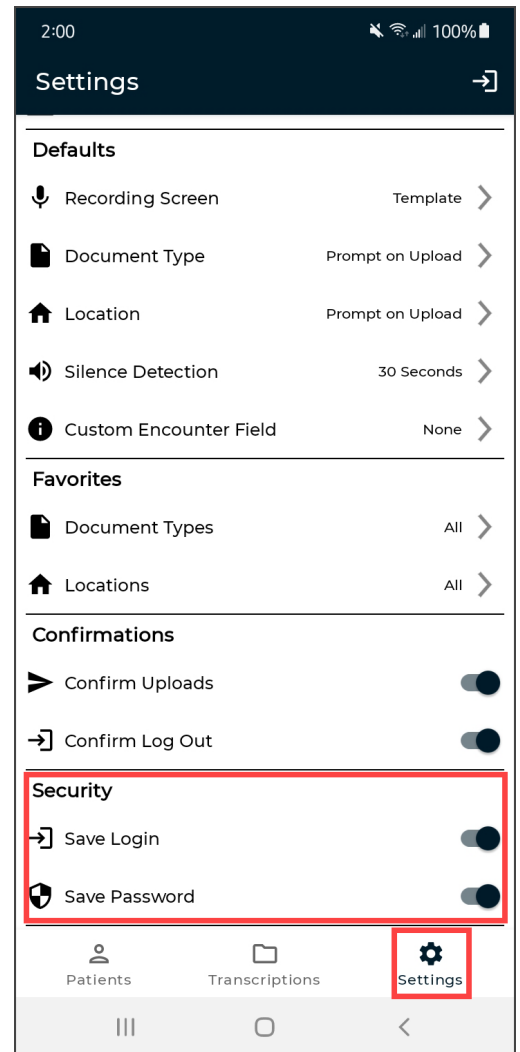 2:00 100%
Settings
Defaults
Recording Screen Template
Document Type Prompt on Upload
Location Prompt on Upload
Silence Detection 30 Seconds
Custom Encounter Field None
Favorites
Document Types All
Locations All
Confirmations
Confirm Uploads
Confirm Log Out
Security
Save Login
Save Password
Patients Transcriptions Settings